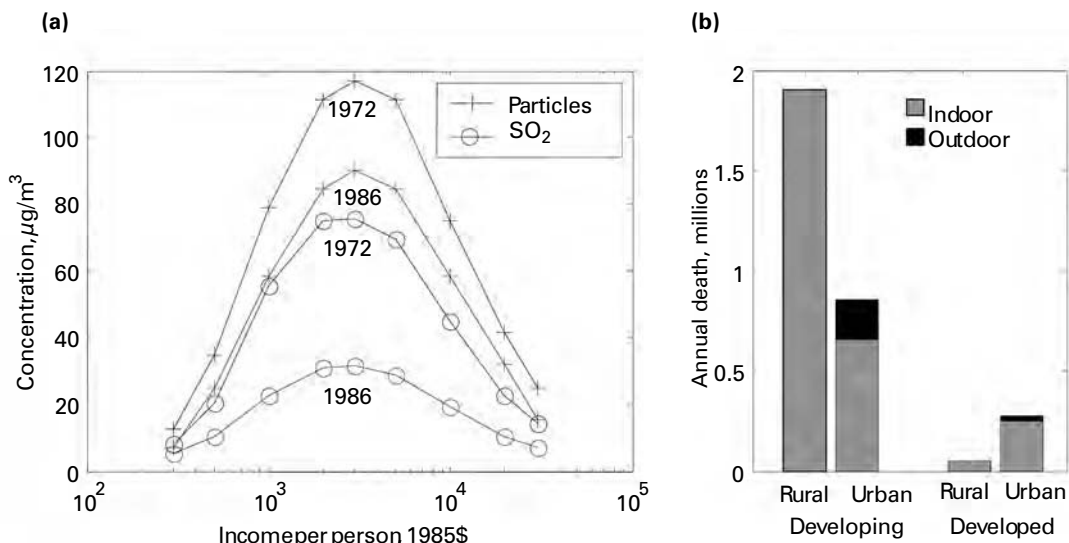 (a)
120
100
80
60
40
20
0
Concentration, μg/m³
10²
10³
10⁴
10⁵
Incomeper person 1985$
Particles
SO₂
1972
1986
1972
1986
(b)
2
1.5
1
0.5
0
Annual death, millions
Indoor
Outdoor
Rural Urban Rural Urban
Developing Developed